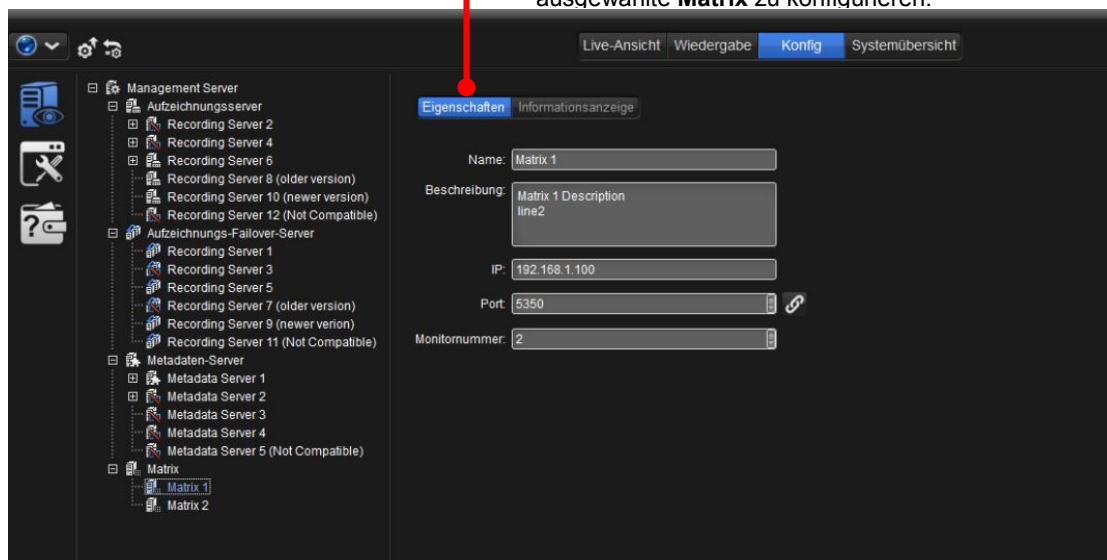 ausgewählte Matrix zu konfigurieren.
Live-Ansicht Wiedergabe Konfig Systemübersicht
Management Server
Aufzeichnungsserver
Recording Server 2
Recording Server 4
Recording Server 6
Recording Server 8 (older version)
Recording Server 10 (newer version)
Recording Server 12 (Not Compatible)
Aufzeichnungs-Failover-Server
Recording Server 1
Recording Server 3
Recording Server 5
Recording Server 7 (older version)
Recording Server 9 (newer verion)
Recording Server 11 (Not Compatible)
Metadaten-Server
Metadata Server 1
Metadata Server 2
Metadata Server 3
Metadata Server 4
Metadata Server 5 (Not Compatible)
Matrix
Matrix 1
Matrix 2
Eigenschaften Informationsanzeige
Name: Matrix 1
Beschreibung: Matrix 1 Description
line2
IP: 192.168.1.100
Port: 5350
Monitornummer: 2